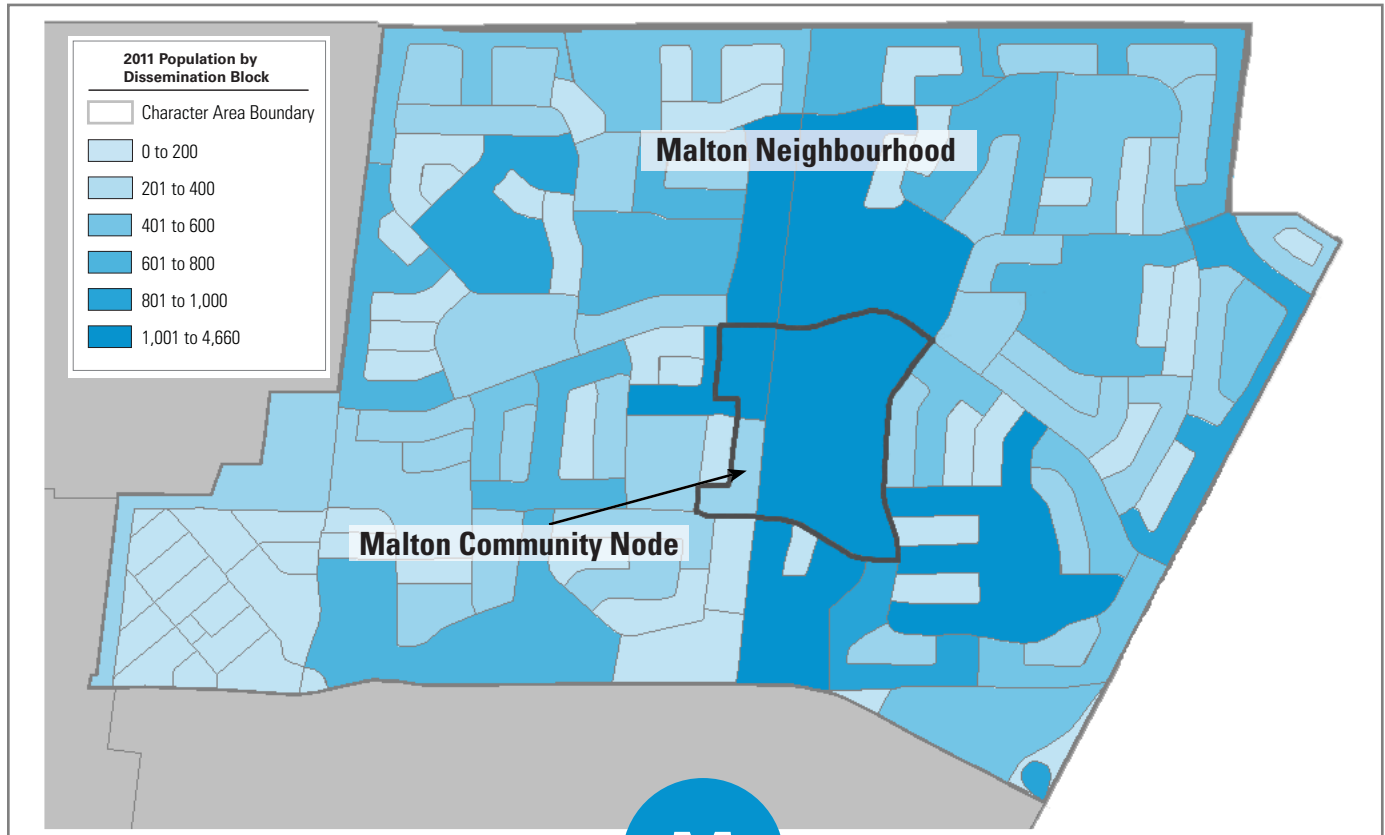 2011 Population by
Dissemination Block
Character Area Boundary
0 to 200
201 to 400
401 to 600
601 to 800
801 to 1,000
1,001 to 4,660
Malton Neighbourhood
Malton Community Node